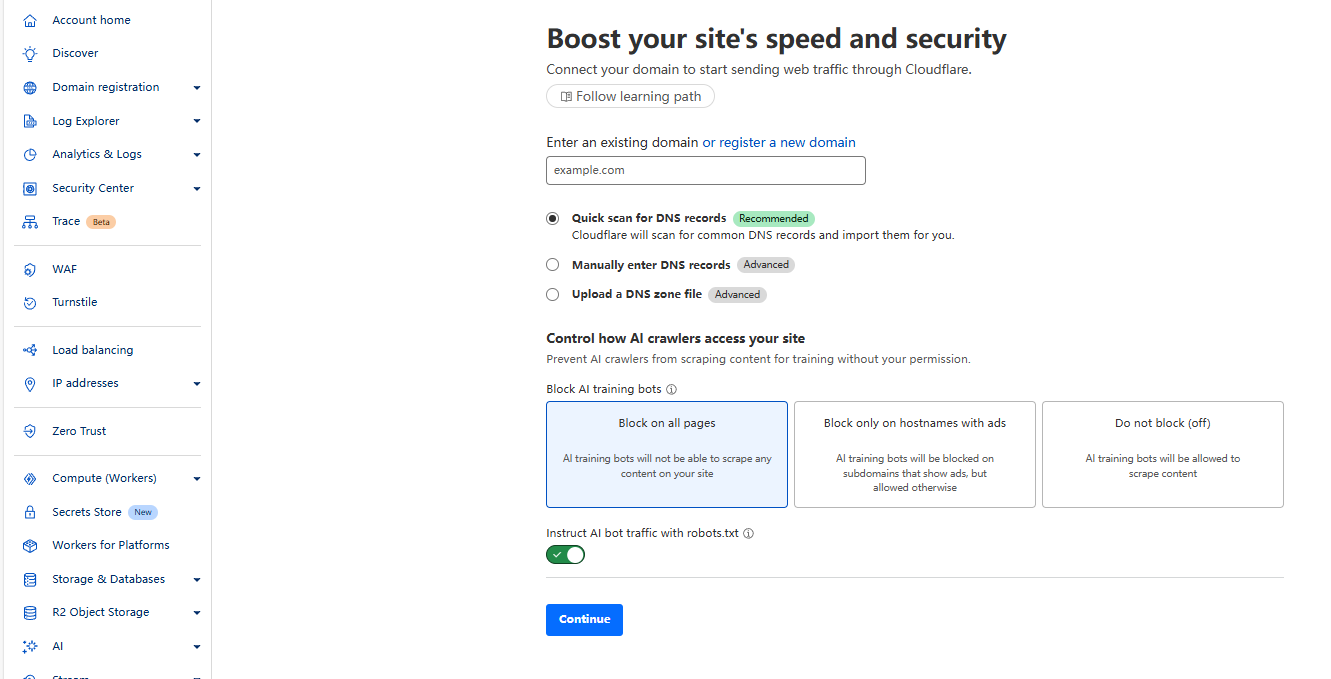 Account home
Discover
Domain registration
Log Explorer
Analytics & Logs
Security Center
Trace Beta
WAF
Turnstile
Load balancing
IP addresses
Zero Trust
Compute (Workers)
Secrets Store New
Workers for Platforms
Storage & Databases
R2 Object Storage
AI
Stream
Boost your site's speed and security
Connect your domain to start sending web traffic through Cloudflare.
Follow learning path
Enter an existing domain or register a new domain
example.com
Quick scan for DNS records Recommended
Cloudflare will scan for common DNS records and import them for you.
Manually enter DNS records Advanced
Upload a DNS zone file Advanced
Control how AI crawlers access your site
Prevent AI crawlers from scraping content for training without your permission.
Block AI training bots
Block on all pages
AI training bots will not be able to scrape any
content on your site
Block only on hostnames with ads
AI training bots will be blocked on
subdomains that show ads, but
allowed otherwise
Do not block (off)
AI training bots will be allowed to
scrape content
Instruct AI bot traffic with robots.txt
Continue